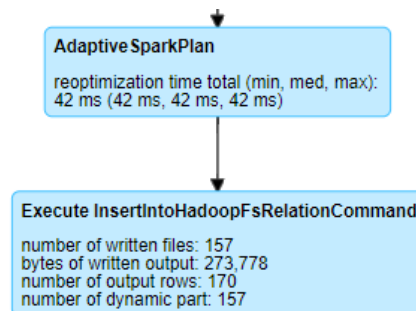 AdaptiveSparkPlan
reoptimization time total (min, med, max):
42 ms (42 ms, 42 ms, 42 ms)
Execute InsertIntoHadoopFsRelationCommand
number of written files: 157
bytes of written output: 273,778
number of output rows: 170
number of dynamic part: 157